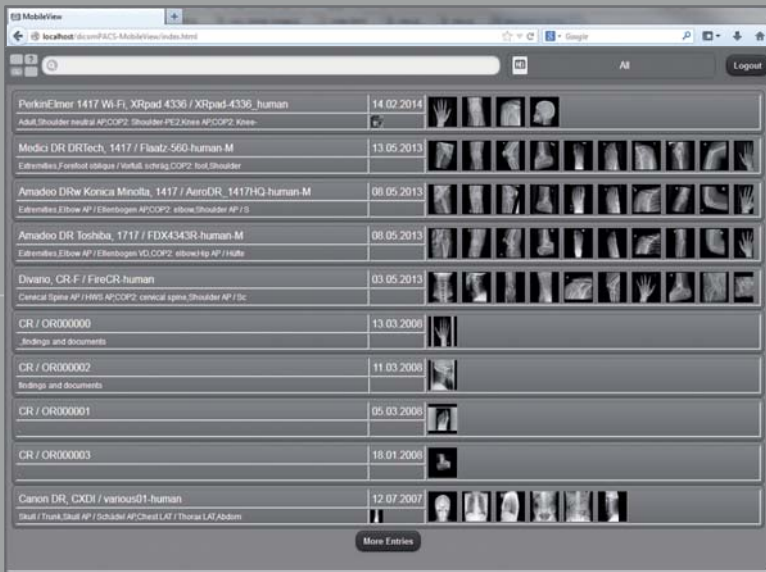 MobileView
localhost/dicomPACS-MobileView/index.html
Google
All
Logout
PerkinElmer 1417 Wi-Fi, XRpad 4336 / XRpad-4336_human
14.02.2014
Adult,Shoulder neutral AP,COP2: Shoulder-PE2,Knee AP,COP2: Knee-
Medici DR DRTech, 1417 / Flaatz-560-human-M
13.05.2013
Extremities,Forefoot oblique / Vorfuß schräg,COP2: foot,Shoulder
Amadeo DRw Konica Minolta, 1417 / AeroDR_1417HQ-human-M
08.05.2013
Extremities,Elbow AP / Ellenbogen AP,COP2: elbow,Shoulder AP / S
Amadeo DR Toshiba, 1717 / FDX4343R-human-M
08.05.2013
Extremities,Elbow AP / Ellenbogen VD,COP2: elbow,Hip AP / Hüfte
Divario, CR-F / FireCR-human
03.05.2013
Cervical Spine AP / HWS AP,COP2: cervical spine,Shoulder AP / Sc
CR / OR000000
13.03.2008
,findings and documents
CR / OR000002
11.03.2008
findings and documents
CR / OR000001
05.03.2008
CR / OR000003
18.01.2008
Canon DR, CXDI / various01-human
12.07.2007
Skull / Trunk,Skull AP / Schädel AP,Chest LAT / Thorax LAT,Abdom
More Entries